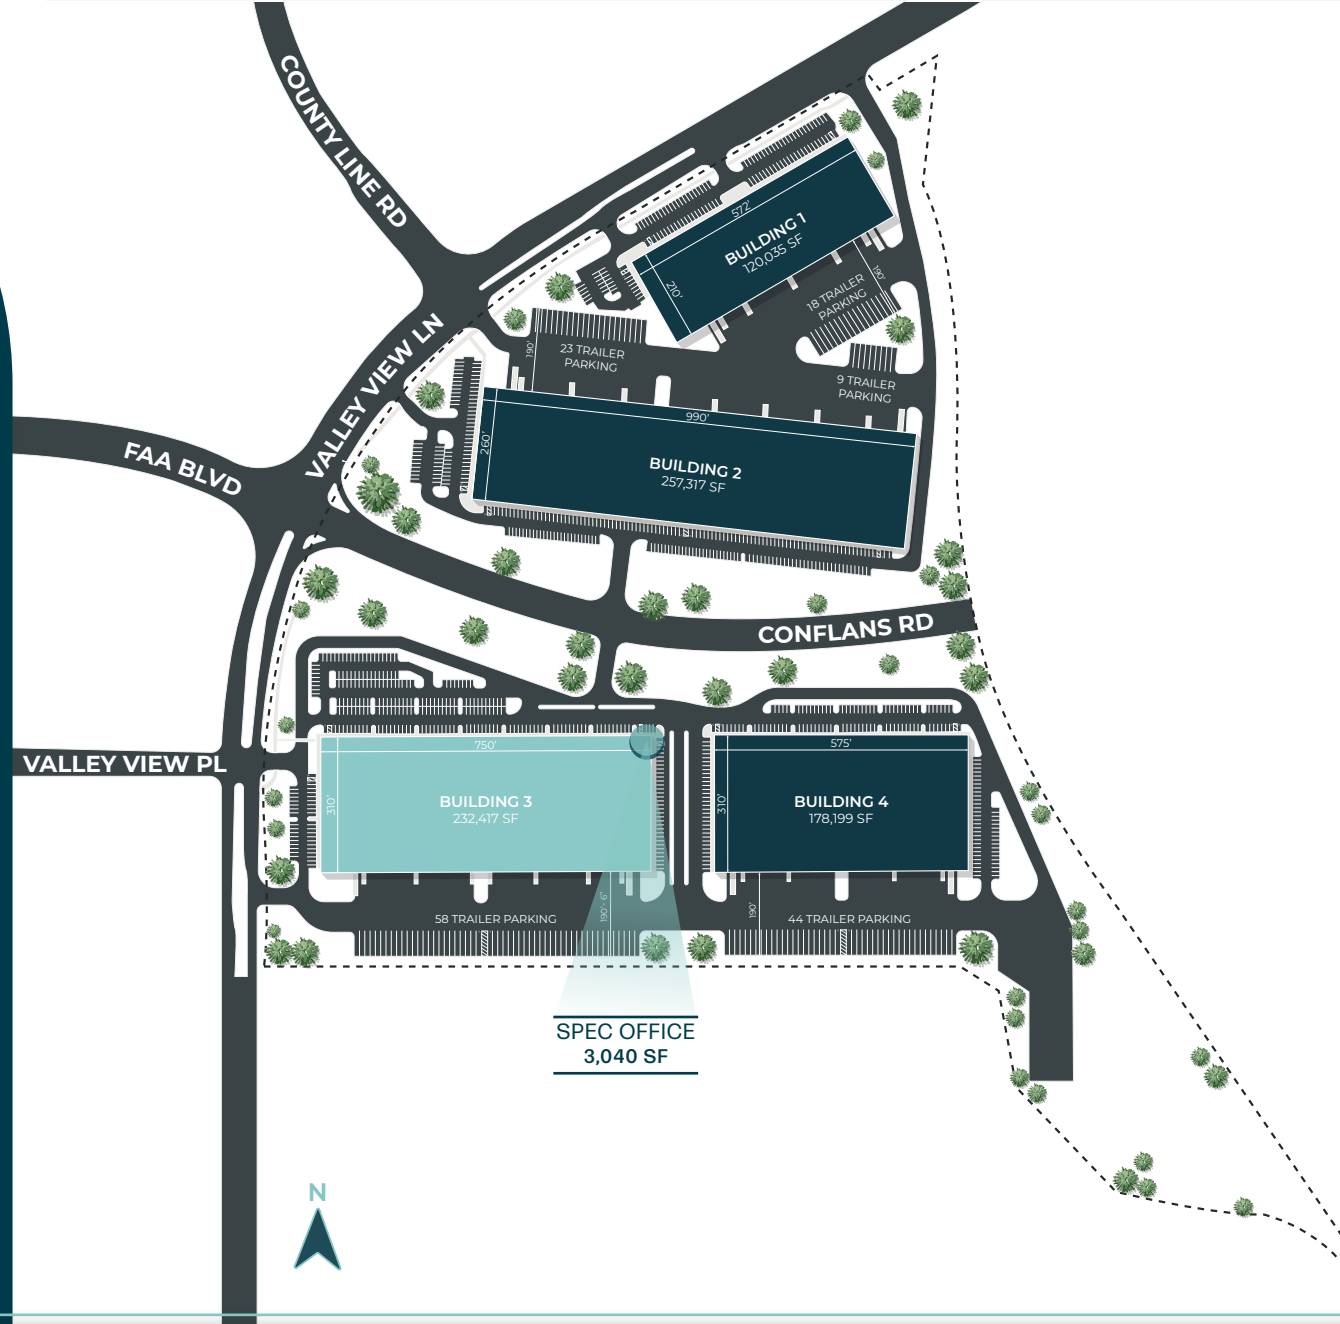 COUNTY LINE RD
572'
BUILDING 1
120,035 SF
210'
190'
18 TRAILER
PARKING
VALLEY VIEW LN
190'
23 TRAILER
PARKING
9 TRAILER
PARKING
990'
260'
BUILDING 2
257,317 SF
FAA BLVD
CONFLANS RD
VALLEY VIEW PL
750'
310'
BUILDING 3
232,417 SF
575'
310'
BUILDING 4
178,199 SF
190'- 6"
58 TRAILER PARKING
190'
44 TRAILER PARKING
SPEC OFFICE
3,040 SF
N